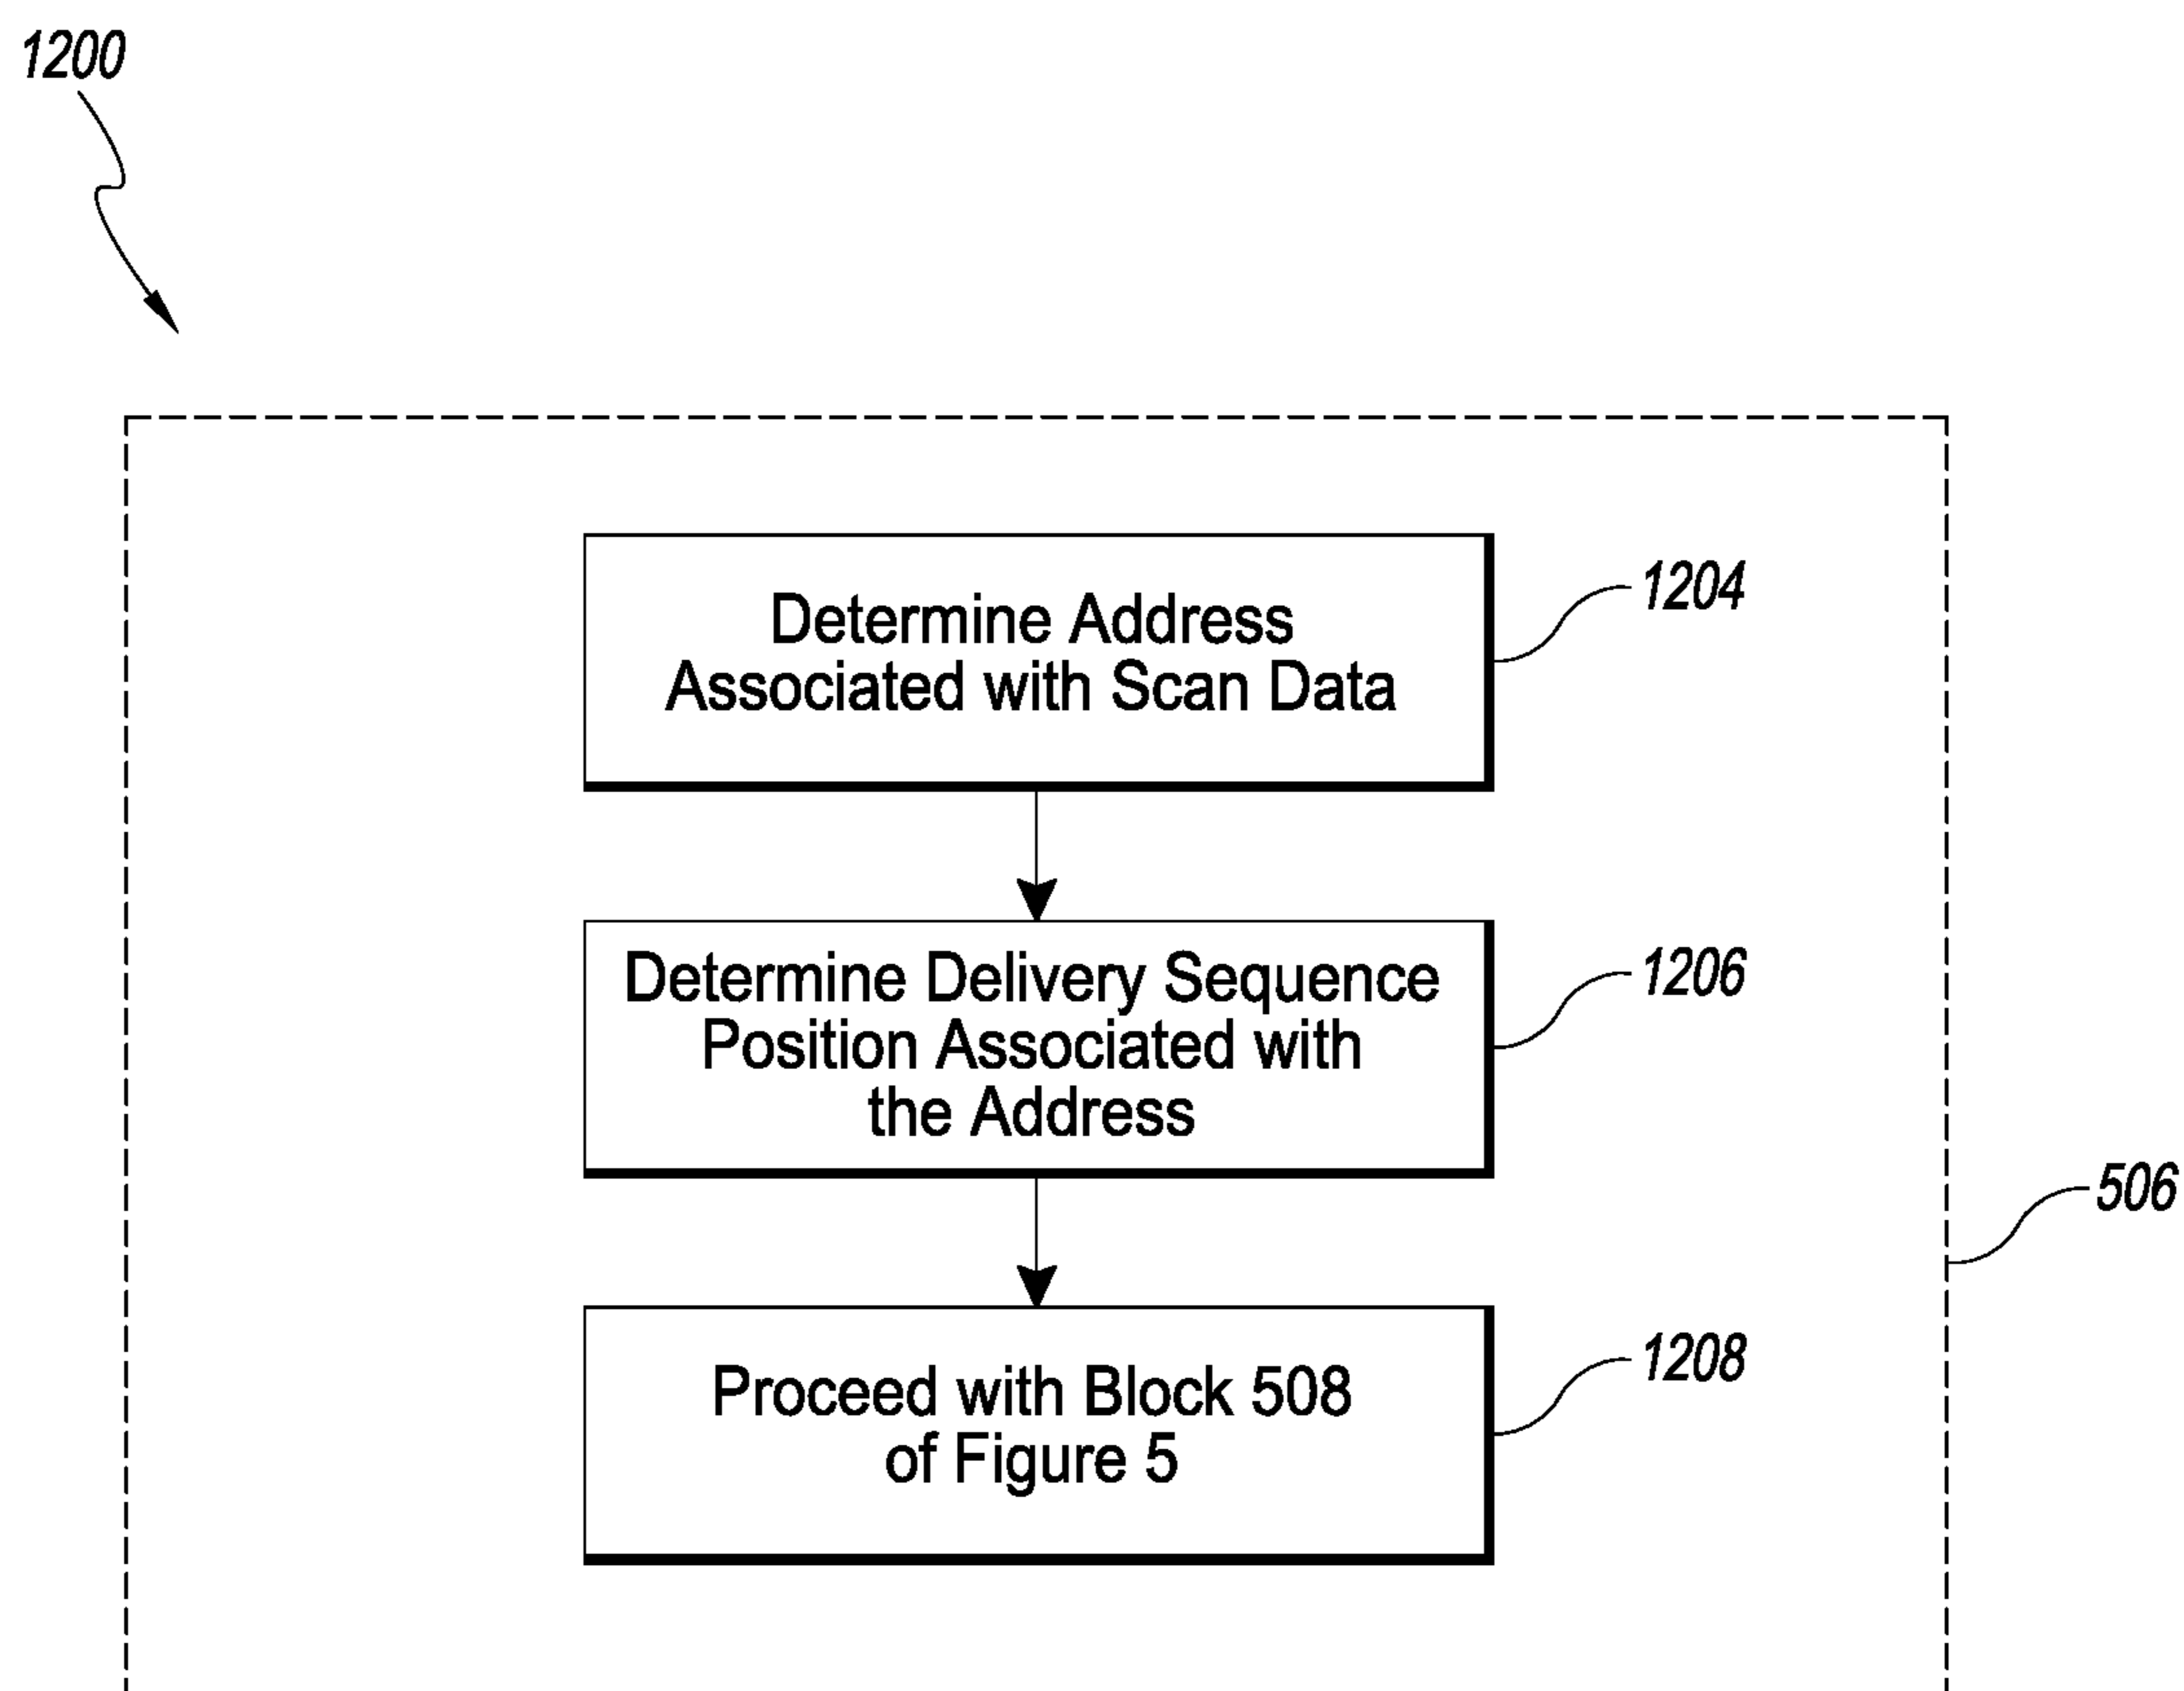 1200
Determine Address
Associated with Scan Data
1204
Determine Delivery Sequence
Position Associated with
the Address
1206
506
Proceed with Block 508
of Figure 5
1208